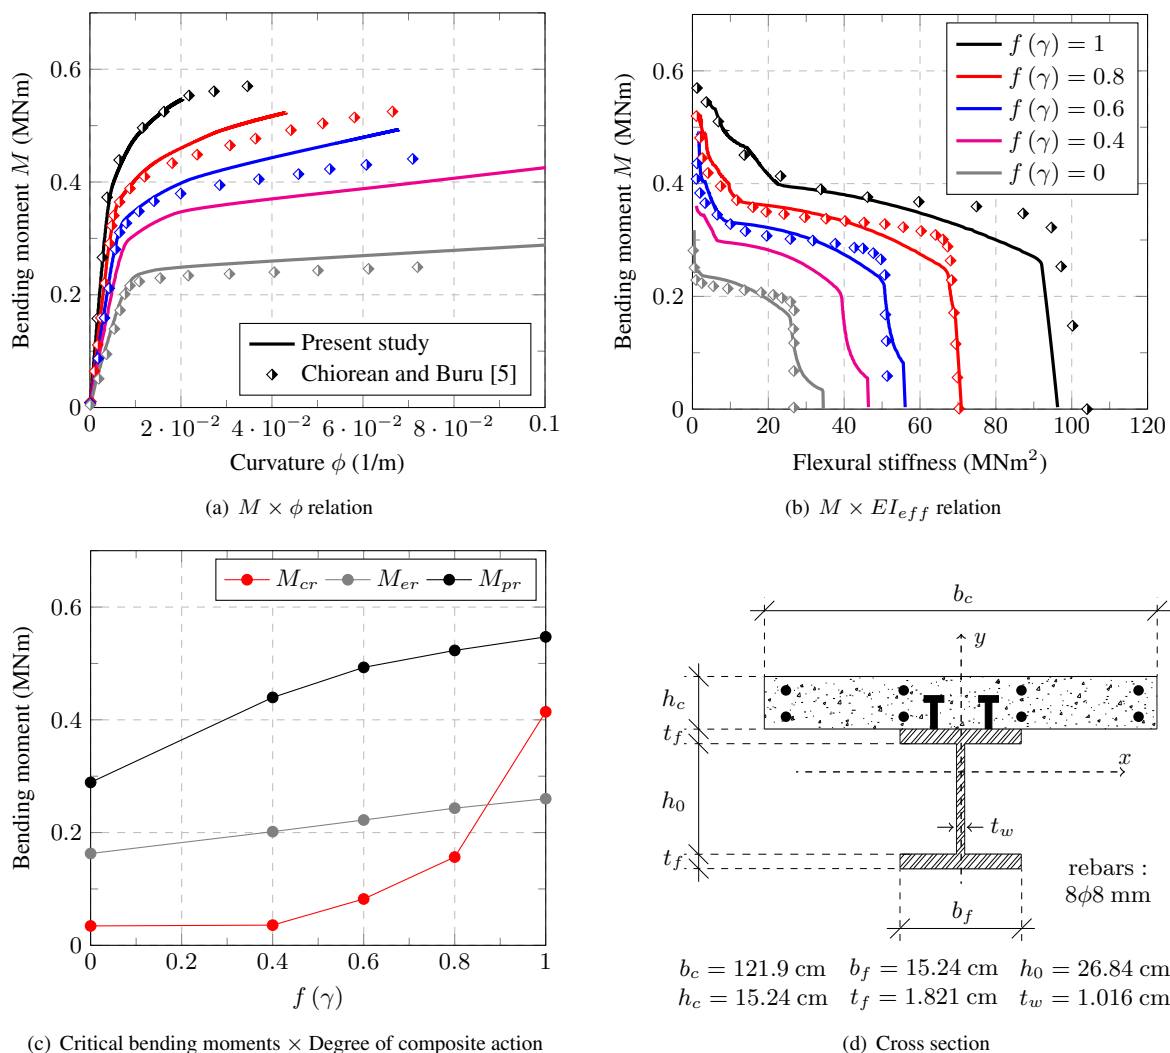 0.6
0.4
0.2
0
0
2 · 10⁻²
4 · 10⁻²
6 · 10⁻²
8 · 10⁻²
0.1
Bending moment M (MNm)
Curvature ϕ (1/m)
Present study
Chiorean and Buru [5]
(a) M × ϕ relation
0.6
0.4
0.2
0
0
20
40
60
80
100
120
Bending moment M (MNm)
Flexural stiffness (MNm²)
f (γ) = 1
f (γ) = 0.8
f (γ) = 0.6
f (γ) = 0.4
f (γ) = 0
(b) M × EI_eff relation
M_cr M_er M_pr
0.6
0.4
0.2
0
0
0.2
0.4
0.6
0.8
1
Bending moment (MNm)
f (γ)
(c) Critical bending moments × Degree of composite action
b_c
y
h_c
t_f
x
h_0
t_w
t_f
b_f
rebars :
8ϕ8 mm
b_c = 121.9 cm b_f = 15.24 cm h_0 = 26.84 cm
h_c = 15.24 cm t_f = 1.821 cm t_w = 1.016 cm
(d) Cross section